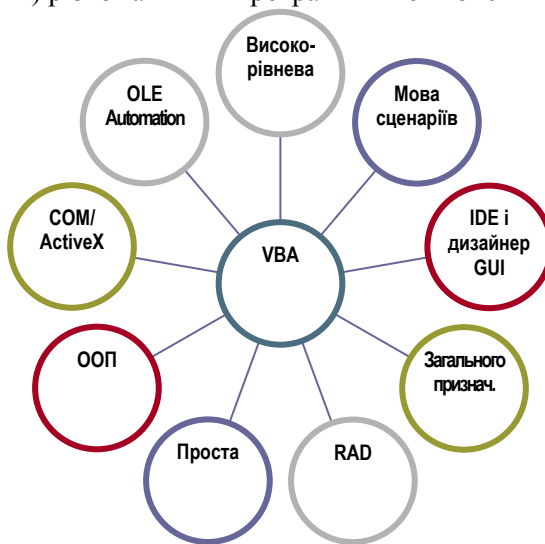 Високо-
рівнева
Мова
сценаріїв
IDE і
дизайнер
GUI
Загального
признач.
RAD
Проста
ООП
COM/
ActiveX
OLE
Automation
VBA